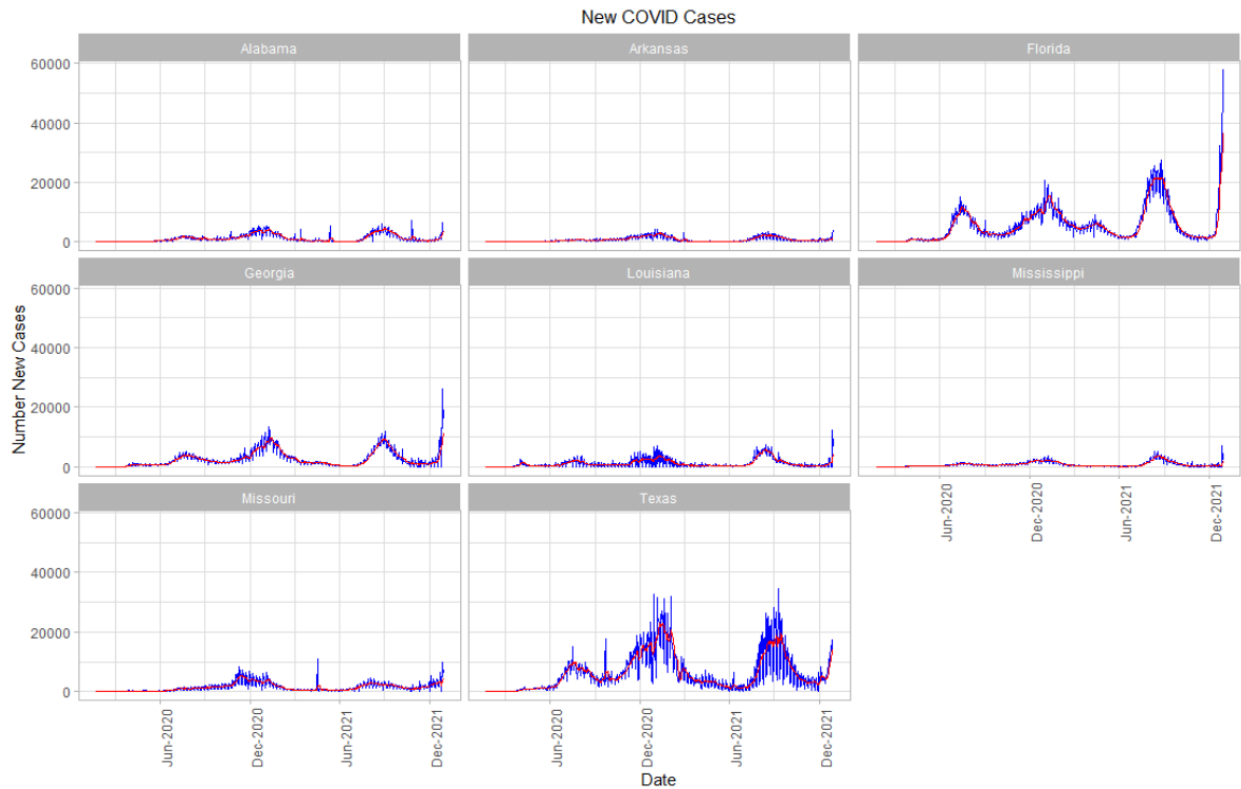 New COVID Cases
Alabama
Arkansas
Florida
60000
40000
20000
0
Georgia
Louisiana
Mississippi
60000
40000
20000
0
Jun-2020
Dec-2020
Jun-2021
Dec-2021
Missouri
Texas
60000
40000
20000
0
Jun-2020
Dec-2020
Jun-2021
Dec-2021
Jun-2020
Dec-2020
Jun-2021
Dec-2021
Number New Cases
Date